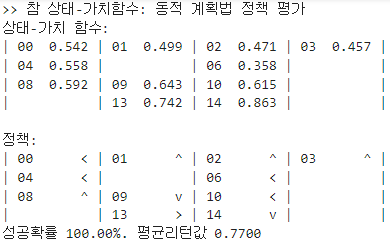 >> 참 상태-가치함수: 동적 계획법 정책 평가
상태-가치 함수:
| 00 0.542 | 01 0.499 | 02 0.471 | 03 0.457 |
| 04 0.558 | | 06 0.358 | |
| 08 0.592 | 09 0.643 | 10 0.615 | |
| | 13 0.742 | 14 0.863 | |
정책:
| 00 < | 01 ^ | 02 ^ | 03 ^ |
| 04 < | | 06 < | |
| 08 ^ | 09 v | 10 < | |
| | 13 > | 14 v | |
성공확률 100.00%. 평균리턴값 0.7700